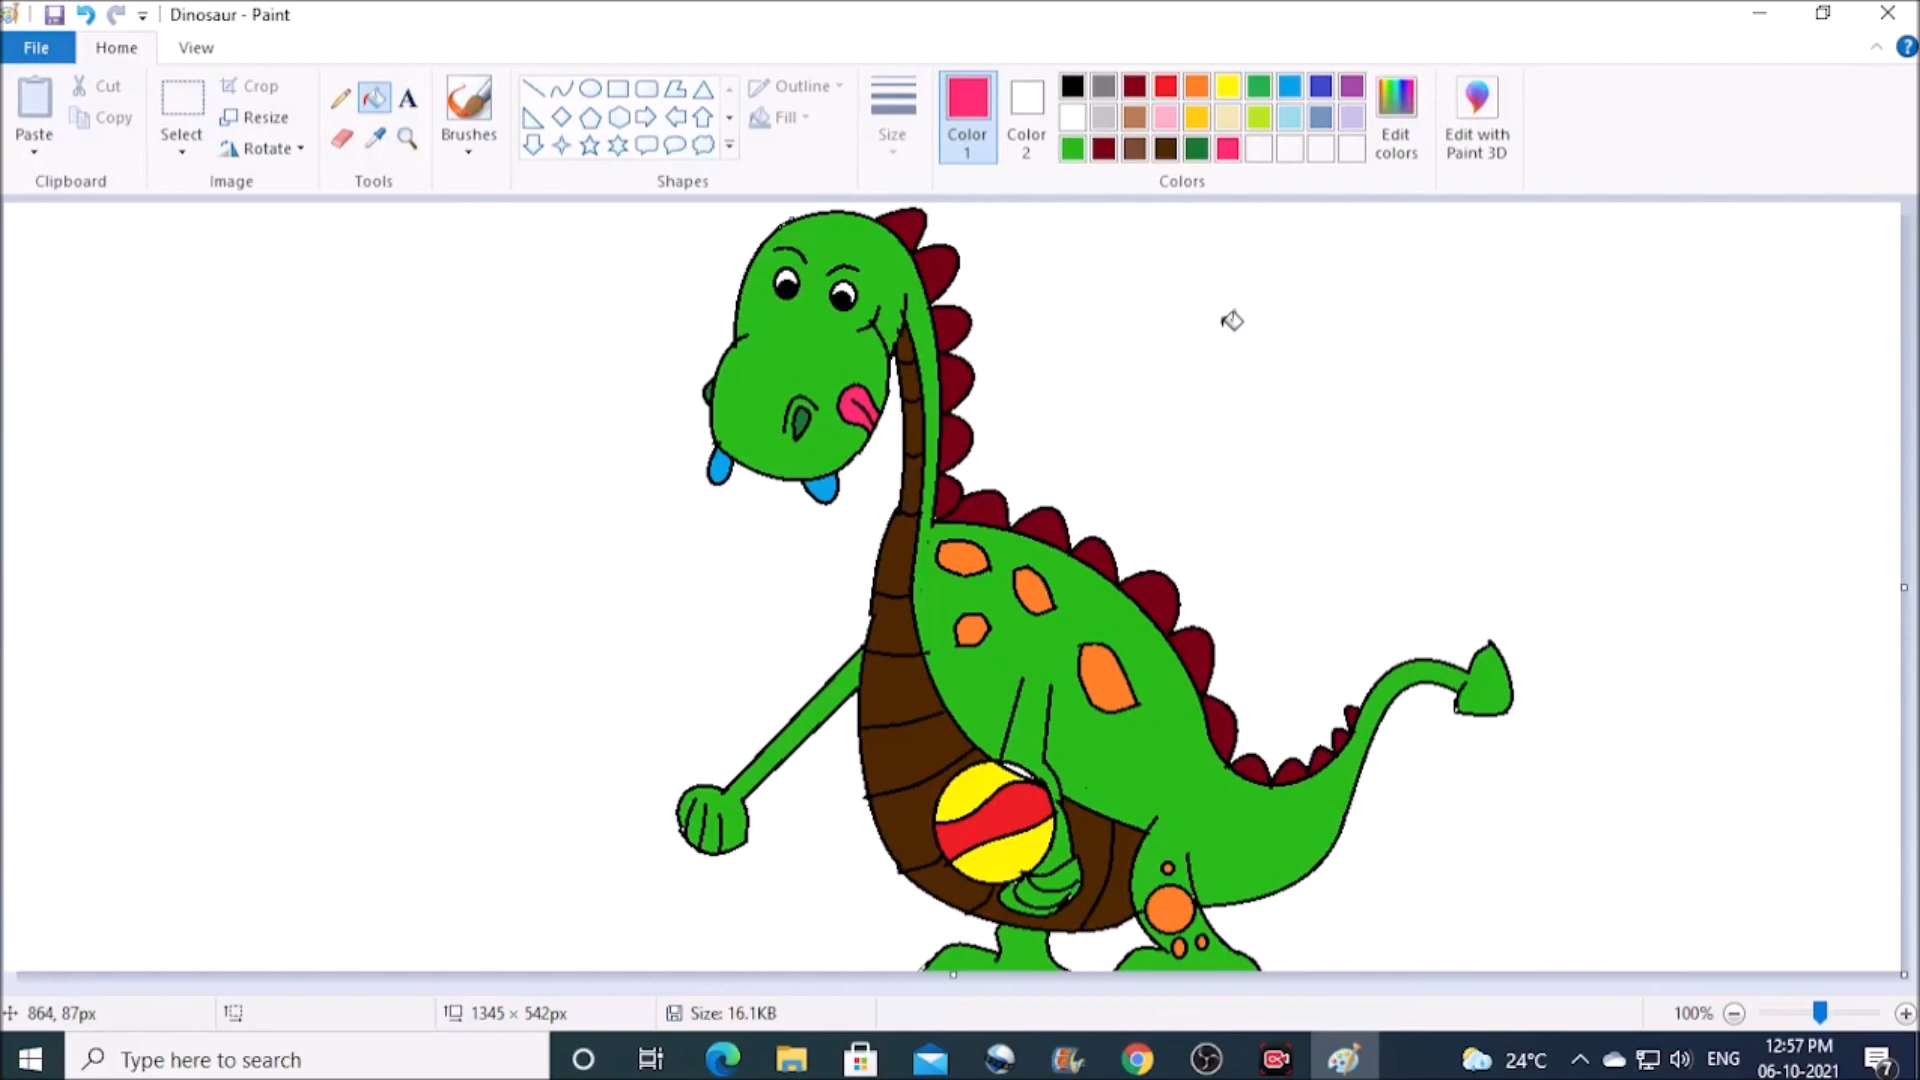 Dinosaur - Paint
File Home View
Paste
Cut
Copy
Clipboard
Select
Crop
Resize
Rotate
Image
A
Tools
Brushes
Shapes
Outline
Fill
Size
Color
1
Color
2
Edit
colors
Colors
Edit with
Paint 3D
864, 87px
1345 × 542px
Size: 16.1KB
100%
Type here to search
24°C
ENG
12:57 PM
06-10-2021
7